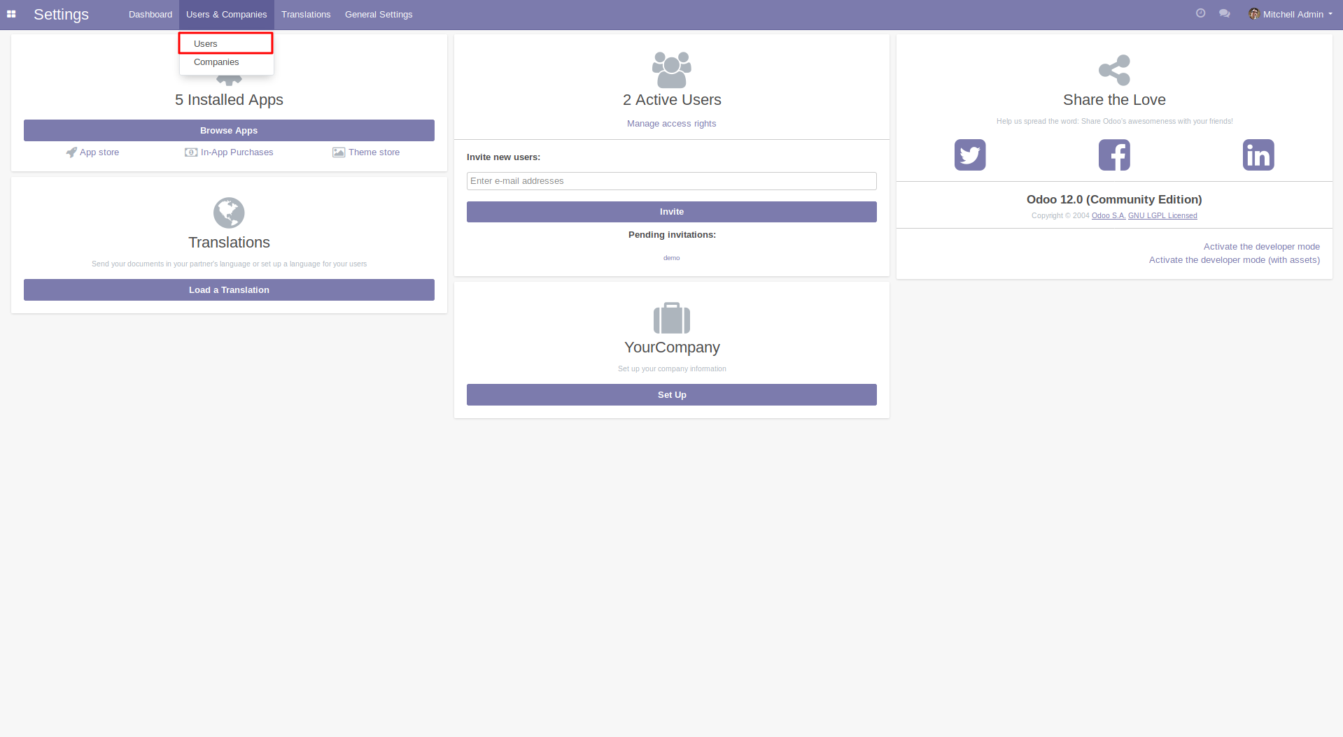 Settings
Dashboard
Users & Companies
Translations
General Settings
Mitchell Admin
Users
Companies
5 Installed Apps
Browse Apps
App store
In-App Purchases
Theme store
Translations
Send your documents in your partner's language or set up a language for your users
Load a Translation
2 Active Users
Manage access rights
Invite new users:
Enter e-mail addresses
Invite
Pending invitations:
demo
YourCompany
Set up your company information
Set Up
Share the Love
Help us spread the word: Share Odoo's awesomeness with your friends!
Odoo 12.0 (Community Edition)
Copyright © 2004 Odoo S.A. GNU LGPL Licensed
Activate the developer mode
Activate the developer mode (with assets)